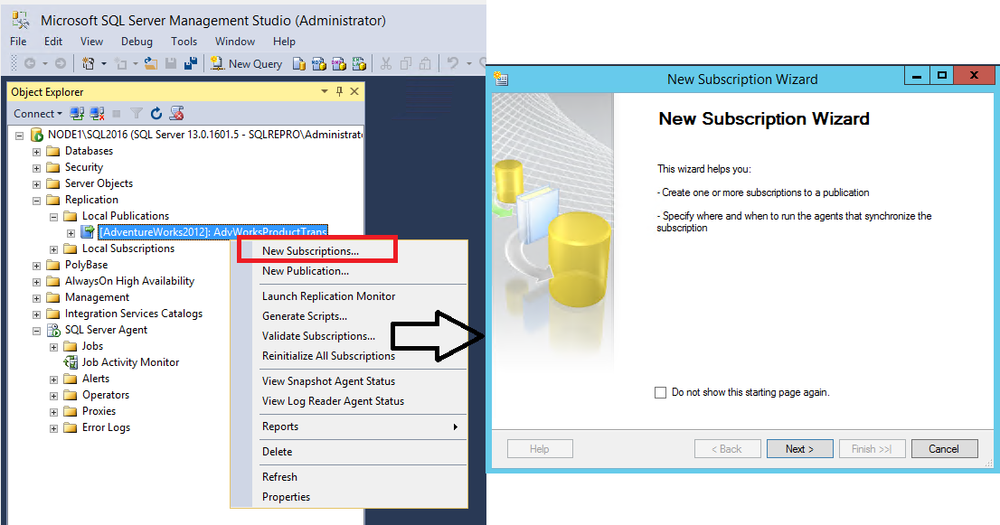 Microsoft SQL Server Management Studio (Administrator)
File Edit View Debug Tools Window Help
New Query
Object Explorer
Connect
NODE1\SQL2016 (SQL Server 13.0.1601.5 - SQLREPRO\Administrat
Databases
Security
Server Objects
Replication
Local Publications
[AdventureWorks2012]: AdvWorksProductTrans
Local Subscriptions
PolyBase
AlwaysOn High Availability
Management
Integration Services Catalogs
SQL Server Agent
Jobs
Job Activity Monitor
Alerts
Operators
Proxies
Error Logs
New Subscriptions...
New Publication...
Launch Replication Monitor
Generate Scripts...
Validate Subscriptions...
Reinitialize All Subscriptions
View Snapshot Agent Status
View Log Reader Agent Status
Reports
Delete
Refresh
Properties
New Subscription Wizard
X
New Subscription Wizard
This wizard helps you:
- Create one or more subscriptions to a publication
- Specify where and when to run the agents that synchronize the
subscription
Do not show this starting page again.
Help < Back Next > Finish >>| Cancel